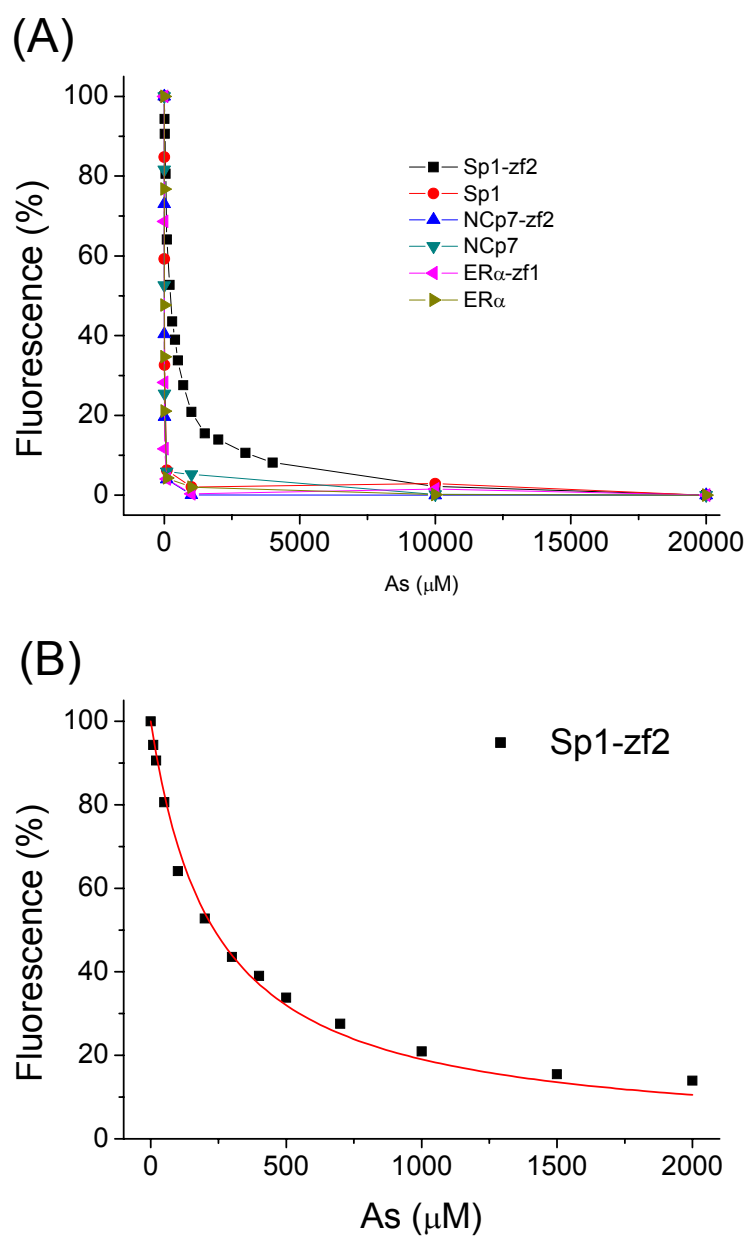 (A)
Fluorescence (%)
100
80
60
40
20
0
Sp1-zf2
Sp1
NCp7-zf2
NCp7
ERα-zf1
ERα
0 5000 10000 15000 20000
As (μM)
(B)
Fluorescence (%)
100
80
60
40
20
0
Sp1-zf2
0 500 1000 1500 2000
As (μM)